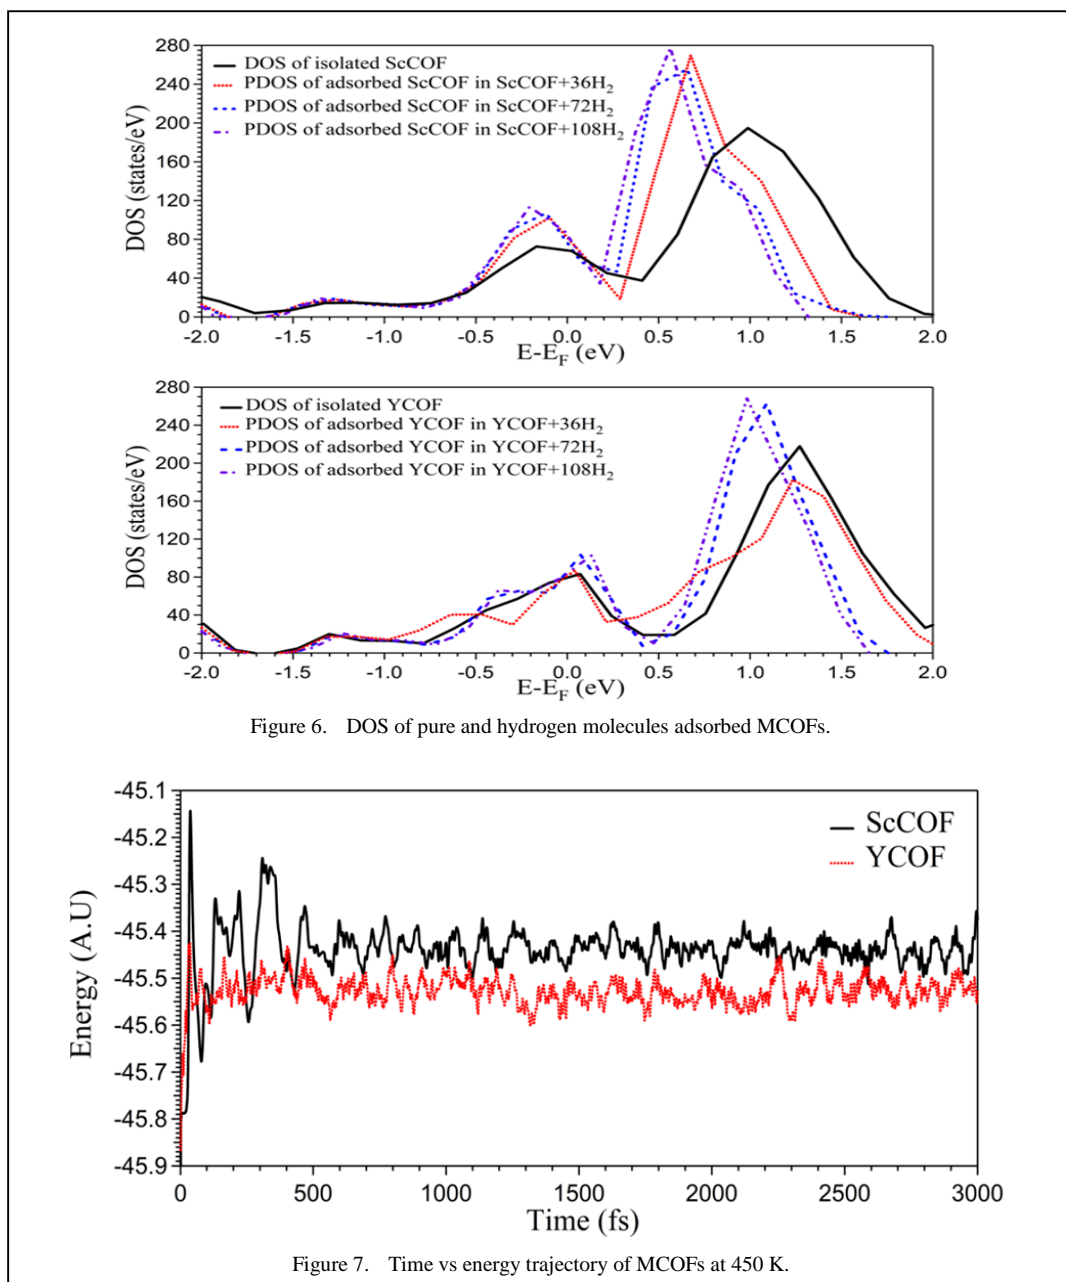 280
240
200
160
120
80
40
0
DOS (states/eV)
DOS of isolated ScCOF
PDOS of adsorbed ScCOF in ScCOF+36H₂
PDOS of adsorbed ScCOF in ScCOF+72H₂
PDOS of adsorbed ScCOF in ScCOF+108H₂
-2.0 -1.5 -1.0 -0.5 0.0 0.5 1.0 1.5 2.0
E-E_F (eV)
280
240
200
160
120
80
40
0
DOS (states/eV)
DOS of isolated YCOF
PDOS of adsorbed YCOF in YCOF+36H₂
PDOS of adsorbed YCOF in YCOF+72H₂
PDOS of adsorbed YCOF in YCOF+108H₂
-2.0 -1.5 -1.0 -0.5 0.0 0.5 1.0 1.5 2.0
E-E_F (eV)
Figure 6. DOS of pure and hydrogen molecules adsorbed MCOFs.
-45.1
-45.2
-45.3
-45.4
-45.5
-45.6
-45.7
-45.8
-45.9
Energy (A.U)
ScCOF
YCOF
0 500 1000 1500 2000 2500 3000
Time (fs)
Figure 7. Time vs energy trajectory of MCOFs at 450 K.